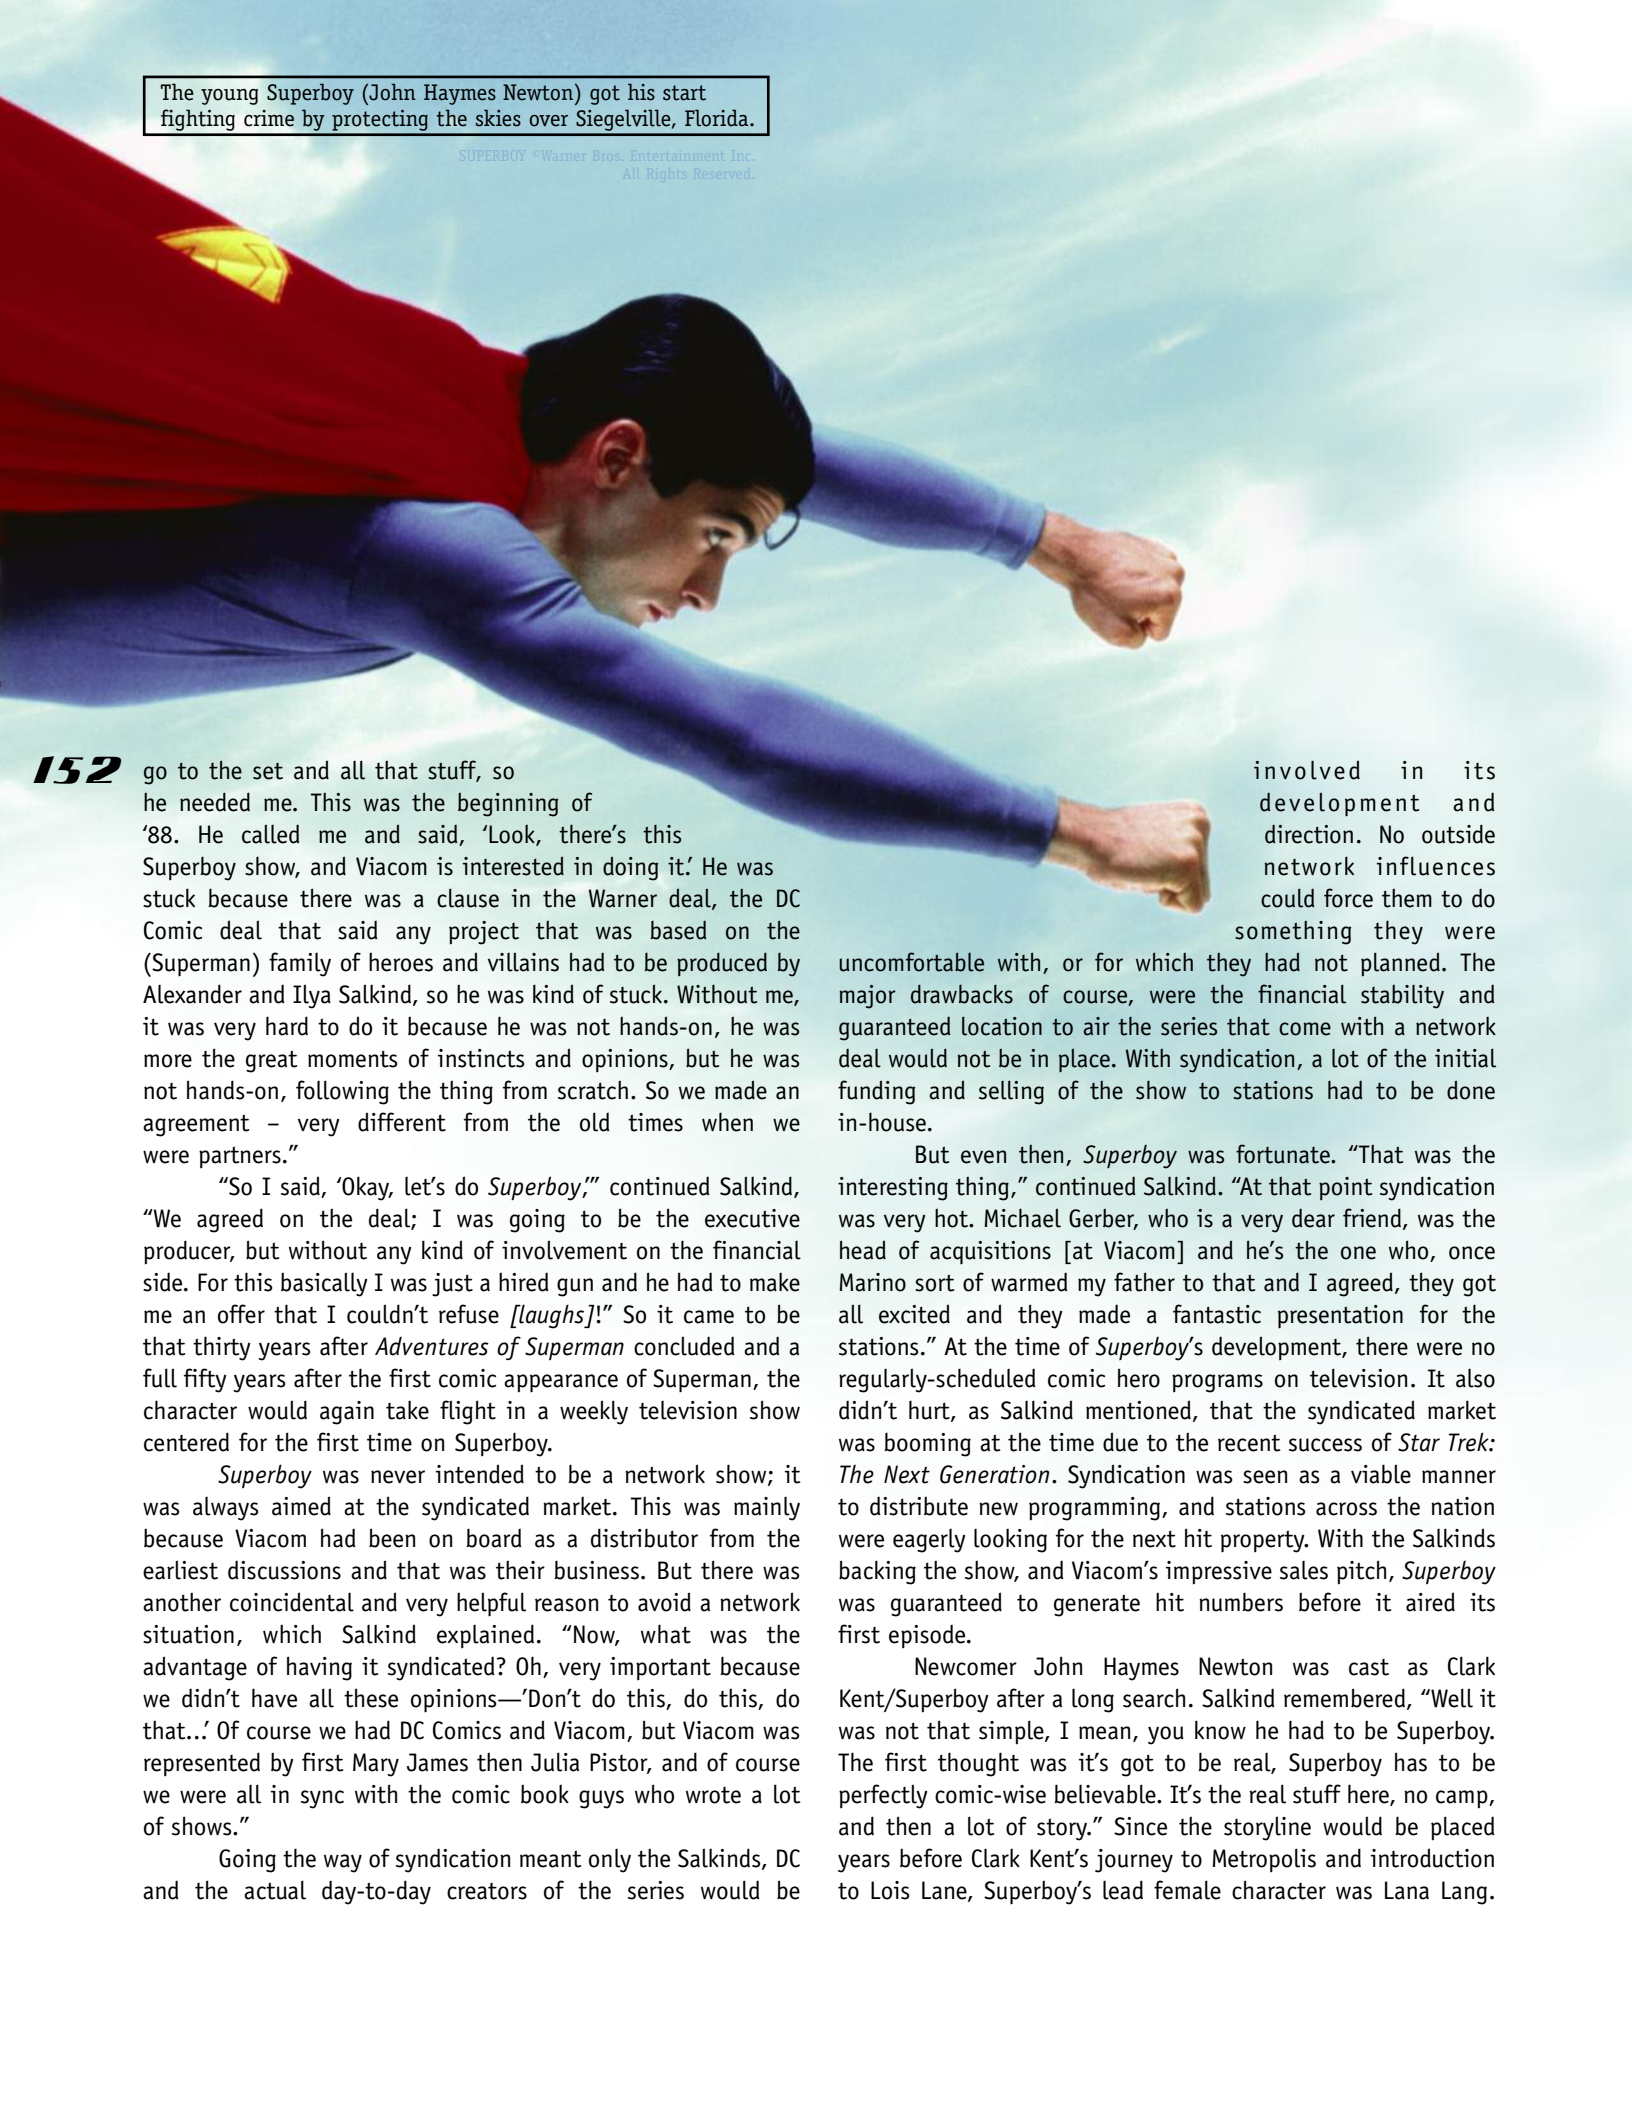 The young Superboy (John Haymes Newton) got his start
fighting crime by protecting the skies over Siegelville, Florida.
SUPERBOY ©Warner Bros. Entertainment Inc.
All Rights Reserved.
152
go to the set and all that stuff, so
he needed me. This was the beginning of
‘88. He called me and said, ‘Look, there’s this
Superboy show, and Viacom is interested in doing it.’ He was
stuck because there was a clause in the Warner deal, the DC
Comic deal that said any project that was based on the
(Superman) family of heroes and villains had to be produced by
Alexander and Ilya Salkind, so he was kind of stuck. Without me,
it was very hard to do it because he was not hands-on, he was
more the great moments of instincts and opinions, but he was
not hands-on, following the thing from scratch. So we made an
agreement – very different from the old times when we
were partners.”
“So I said, ‘Okay, let’s do Superboy,’” continued Salkind,
“We agreed on the deal; I was going to be the executive
producer, but without any kind of involvement on the financial
side. For this basically I was just a hired gun and he had to make
me an offer that I couldn’t refuse [laughs]!” So it came to be
that thirty years after Adventures of Superman concluded and a
full fifty years after the first comic appearance of Superman, the
character would again take flight in a weekly television show
centered for the first time on Superboy.
Superboy was never intended to be a network show; it
was always aimed at the syndicated market. This was mainly
because Viacom had been on board as a distributor from the
earliest discussions and that was their business. But there was
another coincidental and very helpful reason to avoid a network
situation, which Salkind explained. “Now, what was the
advantage of having it syndicated? Oh, very important because
we didn’t have all these opinions—’Don’t do this, do this, do
that...’ Of course we had DC Comics and Viacom, but Viacom was
represented by first Mary James then Julia Pistor, and of course
we were all in sync with the comic book guys who wrote a lot
of shows.”
Going the way of syndication meant only the Salkinds, DC
and the actual day-to-day creators of the series would be
involved in its
development and
direction. No outside
network influences
could force them to do
something they were
uncomfortable with, or for which they had not planned. The
major drawbacks of course, were the financial stability and
guaranteed location to air the series that come with a network
deal would not be in place. With syndication, a lot of the initial
funding and selling of the show to stations had to be done
in-house.
But even then, Superboy was fortunate. “That was the
interesting thing,” continued Salkind. “At that point syndication
was very hot. Michael Gerber, who is a very dear friend, was the
head of acquisitions [at Viacom] and he’s the one who, once
Marino sort of warmed my father to that and I agreed, they got
all excited and they made a fantastic presentation for the
stations.” At the time of Superboy’s development, there were no
regularly-scheduled comic hero programs on television. It also
didn’t hurt, as Salkind mentioned, that the syndicated market
was booming at the time due to the recent success of Star Trek:
The Next Generation. Syndication was seen as a viable manner
to distribute new programming, and stations across the nation
were eagerly looking for the next hit property. With the Salkinds
backing the show, and Viacom’s impressive sales pitch, Superboy
was guaranteed to generate hit numbers before it aired its
first episode.
Newcomer John Haymes Newton was cast as Clark
Kent/Superboy after a long search. Salkind remembered, “Well it
was not that simple, I mean, you know he had to be Superboy.
The first thought was it’s got to be real, Superboy has to be
perfectly comic-wise believable. It’s the real stuff here, no camp,
and then a lot of story.” Since the storyline would be placed
years before Clark Kent’s journey to Metropolis and introduction
to Lois Lane, Superboy’s lead female character was Lana Lang.